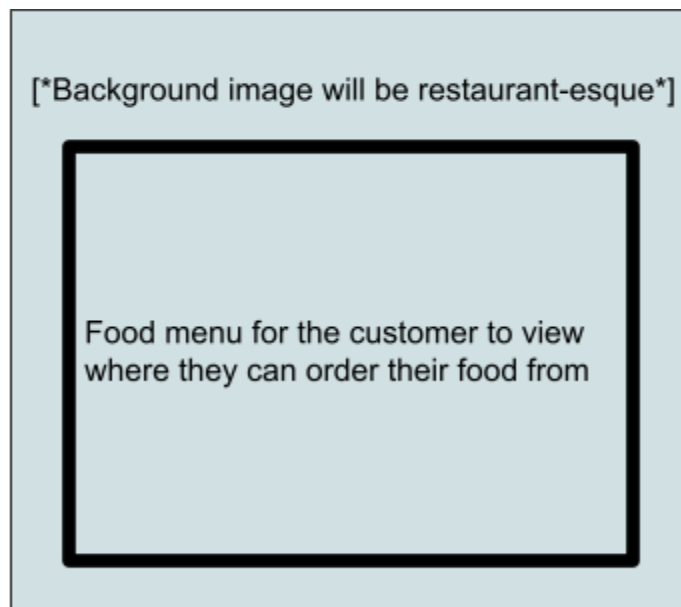 [*Background image will be restaurant-esque*]
Food menu for the customer to view
where they can order their food from